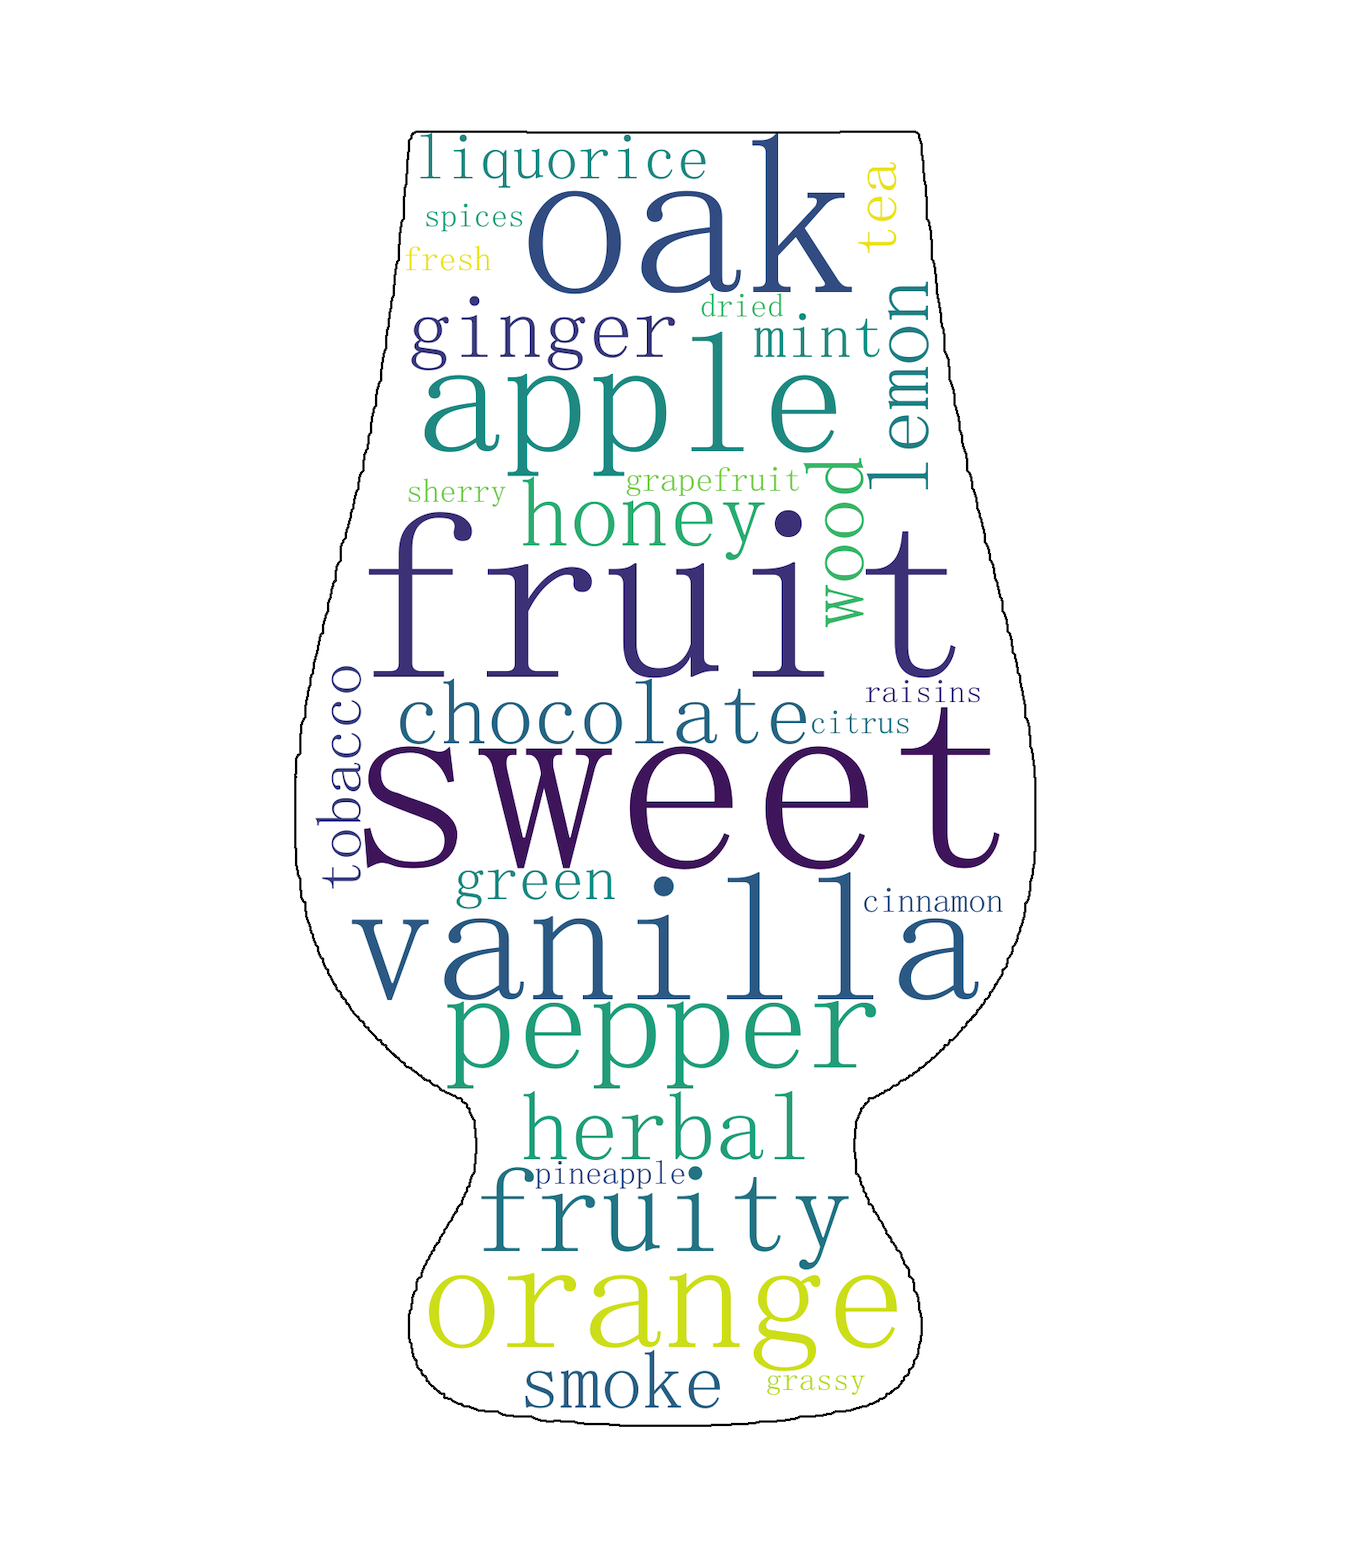 liquorice
oak
tea
spices
fresh
dried
ginger
mint
lemon
apple
grapefruit
sherry
honey
wood
fruit
tobacco
raisins
chocolate
citrus
sweet
green
cinnamon
vanilla
pepper
herbal
pineapple
fruity
orange
smoke
grassy